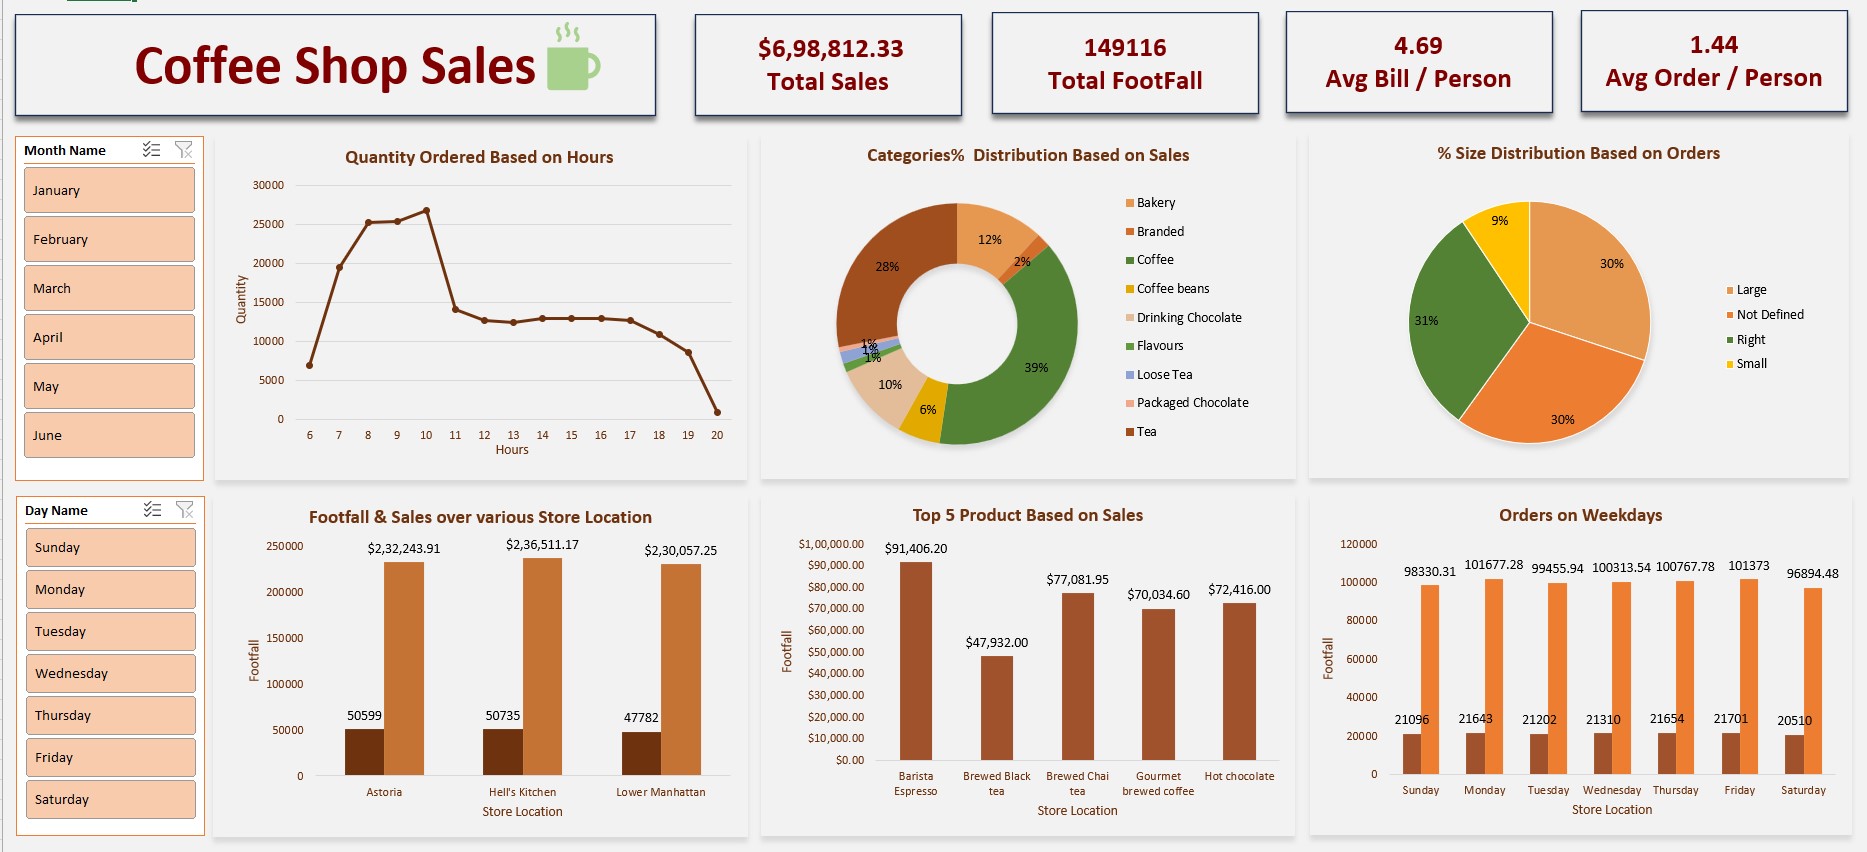 Coffee Shop Sales
$6,98,812.33
Total Sales
149116
Total FootFall
4.69
Avg Bill / Person
1.44
Avg Order / Person
Month Name
January
February
March
April
May
June
Quantity Ordered Based on Hours
Quantity
30000
25000
20000
15000
10000
5000
0
6 7 8 9 10 11 12 13 14 15 16 17 18 19 20
Hours
Categories%  Distribution Based on Sales
12%
2%
39%
6%
10%
1%
1%
1%
28%
Bakery
Branded
Coffee
Coffee beans
Drinking Chocolate
Flavours
Loose Tea
Packaged Chocolate
Tea
% Size Distribution Based on Orders
9%
30%
31%
30%
Large
Not Defined
Right
Small
Day Name
Sunday
Monday
Tuesday
Wednesday
Thursday
Friday
Saturday
Footfall & Sales over various Store Location
Footfall
250000
200000
150000
100000
50000
0
$2,32,243.91 $2,36,511.17 $2,30,057.25
50599 50735 47782
Astoria Hell's Kitchen Lower Manhattan
Store Location
Top 5 Product Based on Sales
Footfall
$1,00,000.00
$90,000.00
$80,000.00
$70,000.00
$60,000.00
$50,000.00
$40,000.00
$30,000.00
$20,000.00
$10,000.00
$0.00
$91,406.20
$47,932.00
$77,081.95
$70,034.60
$72,416.00
Barista Espresso
Brewed Black tea
Brewed Chai tea
Gourmet brewed coffee
Hot chocolate
Store Location
Orders on Weekdays
Footfall
120000
100000
80000
60000
40000
20000
0
98330.31 101677.28 99455.94 100313.54 100767.78 101373 96894.48
21096 21643 21202 21310 21654 21701 20510
Sunday Monday Tuesday Wednesday Thursday Friday Saturday
Store Location